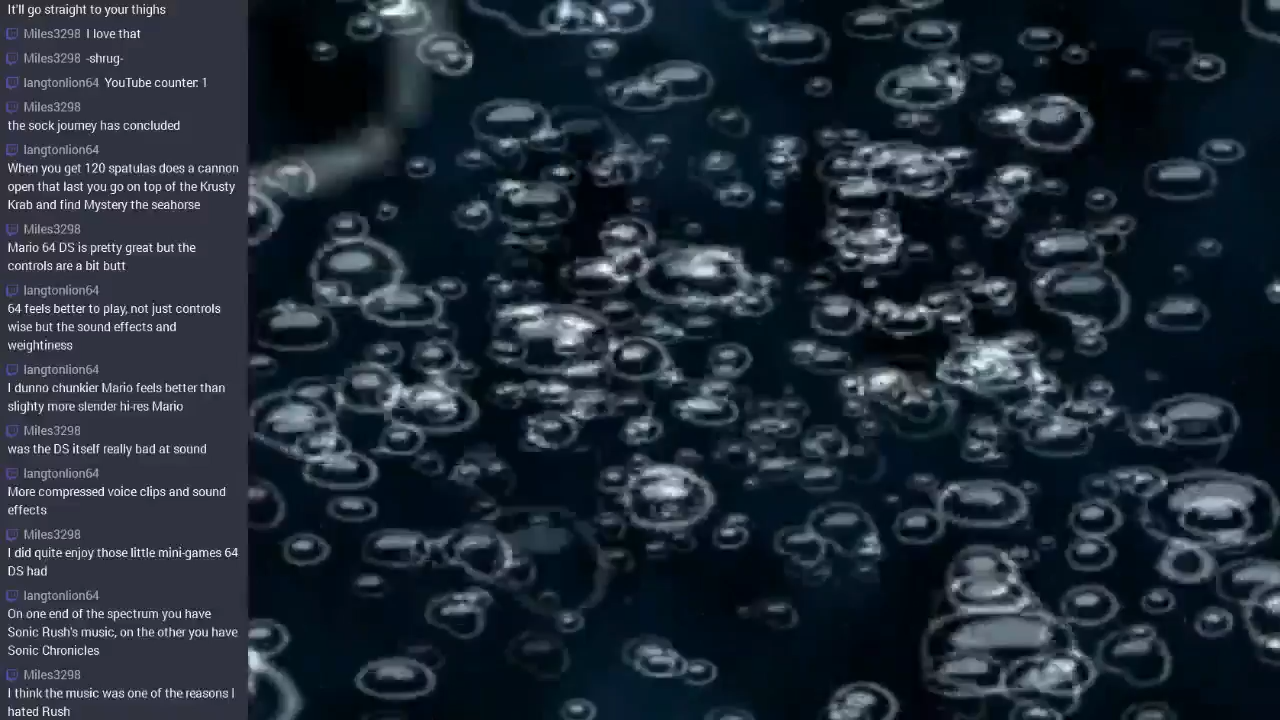 It'll go straight to your thighs
Miles3298 I love that
Miles3298 -shrug-
langtonlion64 YouTube counter: 1
Miles3298
the sock journey has concluded
langtonlion64
When you get 120 spatulas does a cannon
open that last you go on top of the Krusty
Krab and find Mystery the seahorse
Miles3298
Mario 64 DS is pretty great but the
controls are a bit butt
langtonlion64
64 feels better to play, not just controls
wise but the sound effects and
weightiness
langtonlion64
I dunno chunkier Mario feels better than
slighty more slender hi-res Mario
Miles3298
was the DS itself really bad at sound
langtonlion64
More compressed voice clips and sound
effects
Miles3298
I did quite enjoy those little mini-games 64
DS had
langtonlion64
On one end of the spectrum you have
Sonic Rush's music, on the other you have
Sonic Chronicles
Miles3298
I think the music was one of the reasons I
hated Rush